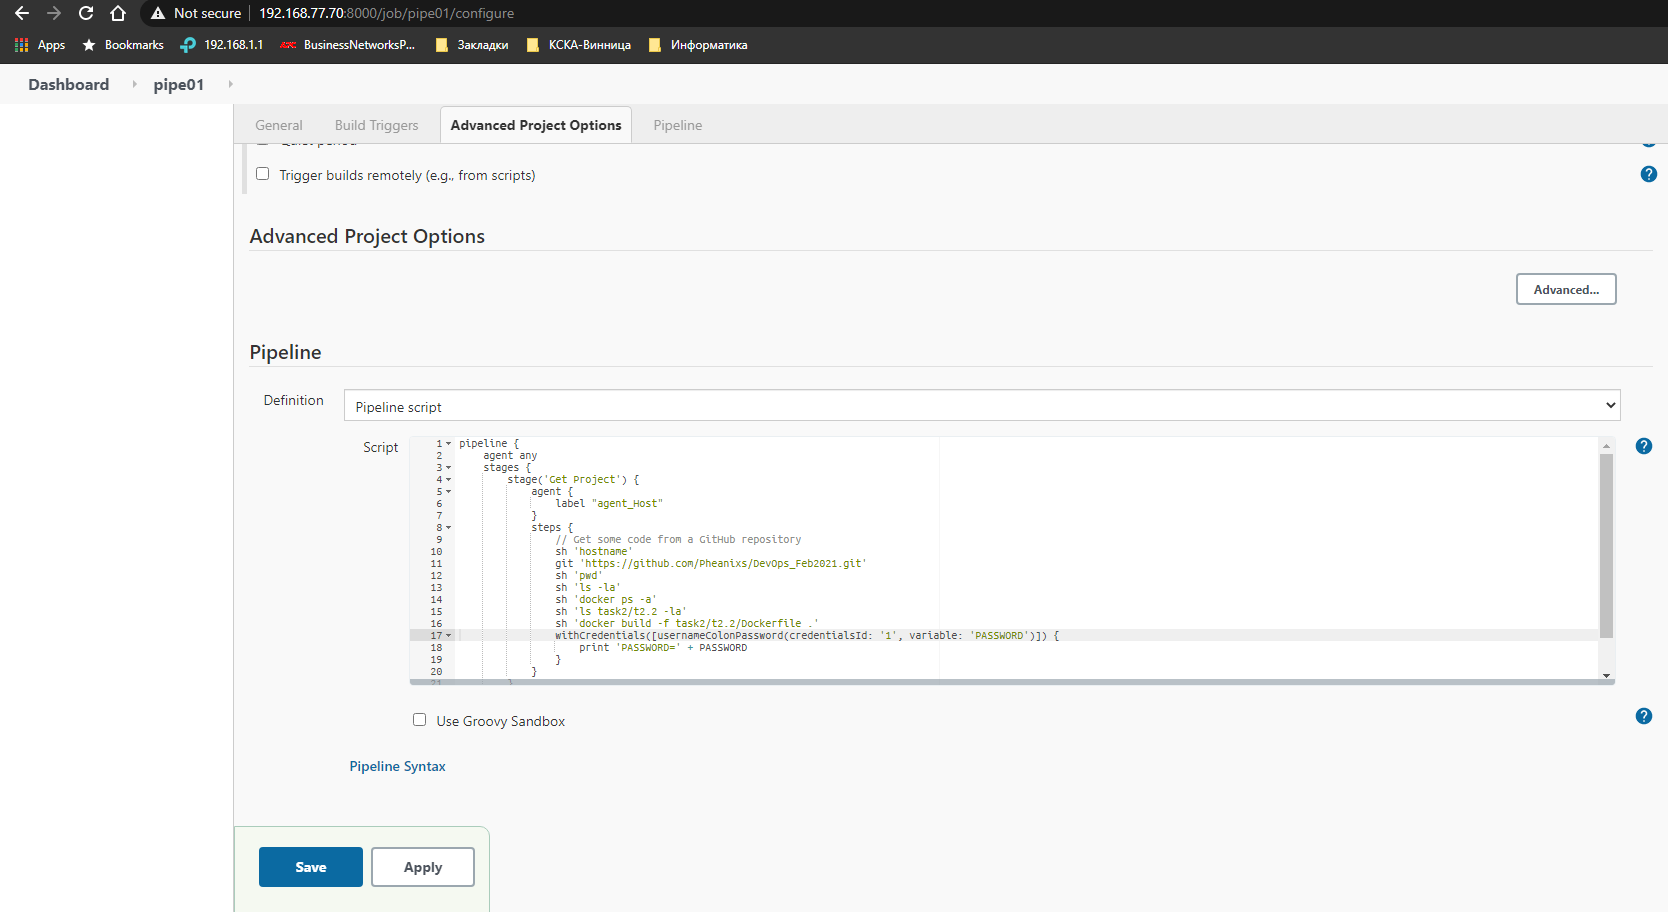 Not secure 192.168.77.70:8000/job/pipe01/configure
Apps Bookmarks 192.168.1.1 BusinessNetworksP... Закладки КСКА-Винница Информатика
Dashboard pipe01
General Build Triggers Advanced Project Options Pipeline
Quiet period
Trigger builds remotely (e.g., from scripts)
Advanced Project Options
Advanced...
Pipeline
Definition Pipeline script
Script
1 pipeline {
2 agent any
3 stages {
4 stage('Get Project') {
5 agent {
6 label "agent_Host"
7 }
8 steps {
9 // Get some code from a GitHub repository
10 sh 'hostname'
11 git 'https://github.com/Pheanixs/DevOps_Feb2021.git'
12 sh 'pwd'
13 sh 'ls -la'
14 sh 'docker ps -a'
15 sh 'ls task2/t2.2 -la'
16 sh 'docker build -f task2/t2.2/Dockerfile .'
17 withCredentials([usernameColonPassword(credentialsId: '1', variable: 'PASSWORD')]) {
18 print 'PASSWORD=' + PASSWORD
19 }
20 }
21 }
Use Groovy Sandbox
Pipeline Syntax
Save Apply